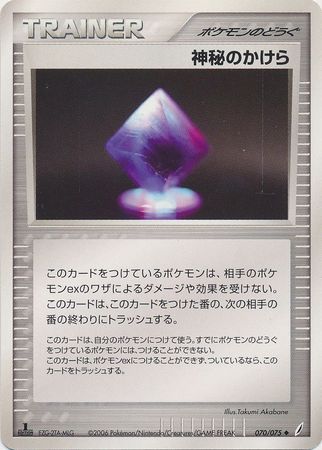 TRAINER
ポケモンのどうぐ
神秘のかけら
このカードをつけているポケモンは、相手のポケ
モンexのワザによるダメージや効果を受けない。
このカードは、このカードをつけた番の、次の相手
の番の終わりにトラッシュする。
このカードは、自分のポケモンにつけて使う。すでにポケモンのどうぐ
をつけているポケモンには、つけることができない。
このカードは、ポケモンexにつけることができず、ついているなら、この
カードをトラッシュする。
Illus. Takumi Akabane
1
EDITION
EZG-2TA-MLG
©2006 Pokémon/Nintendo/Creatures/GAME FREAK
070/075 ◆